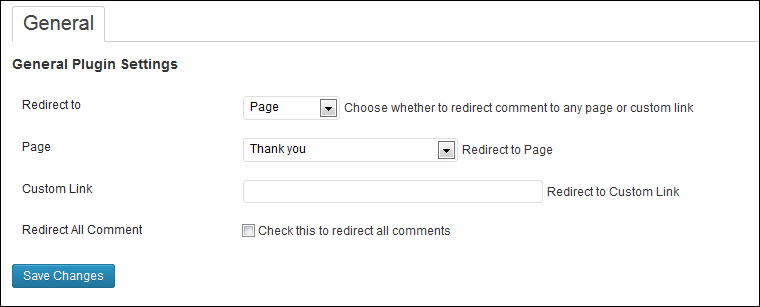 General
General Plugin Settings
Redirect to Page Choose whether to redirect comment to any page or custom link
Page Thank you Redirect to Page
Custom Link Redirect to Custom Link
Redirect All Comment Check this to redirect all comments
Save Changes